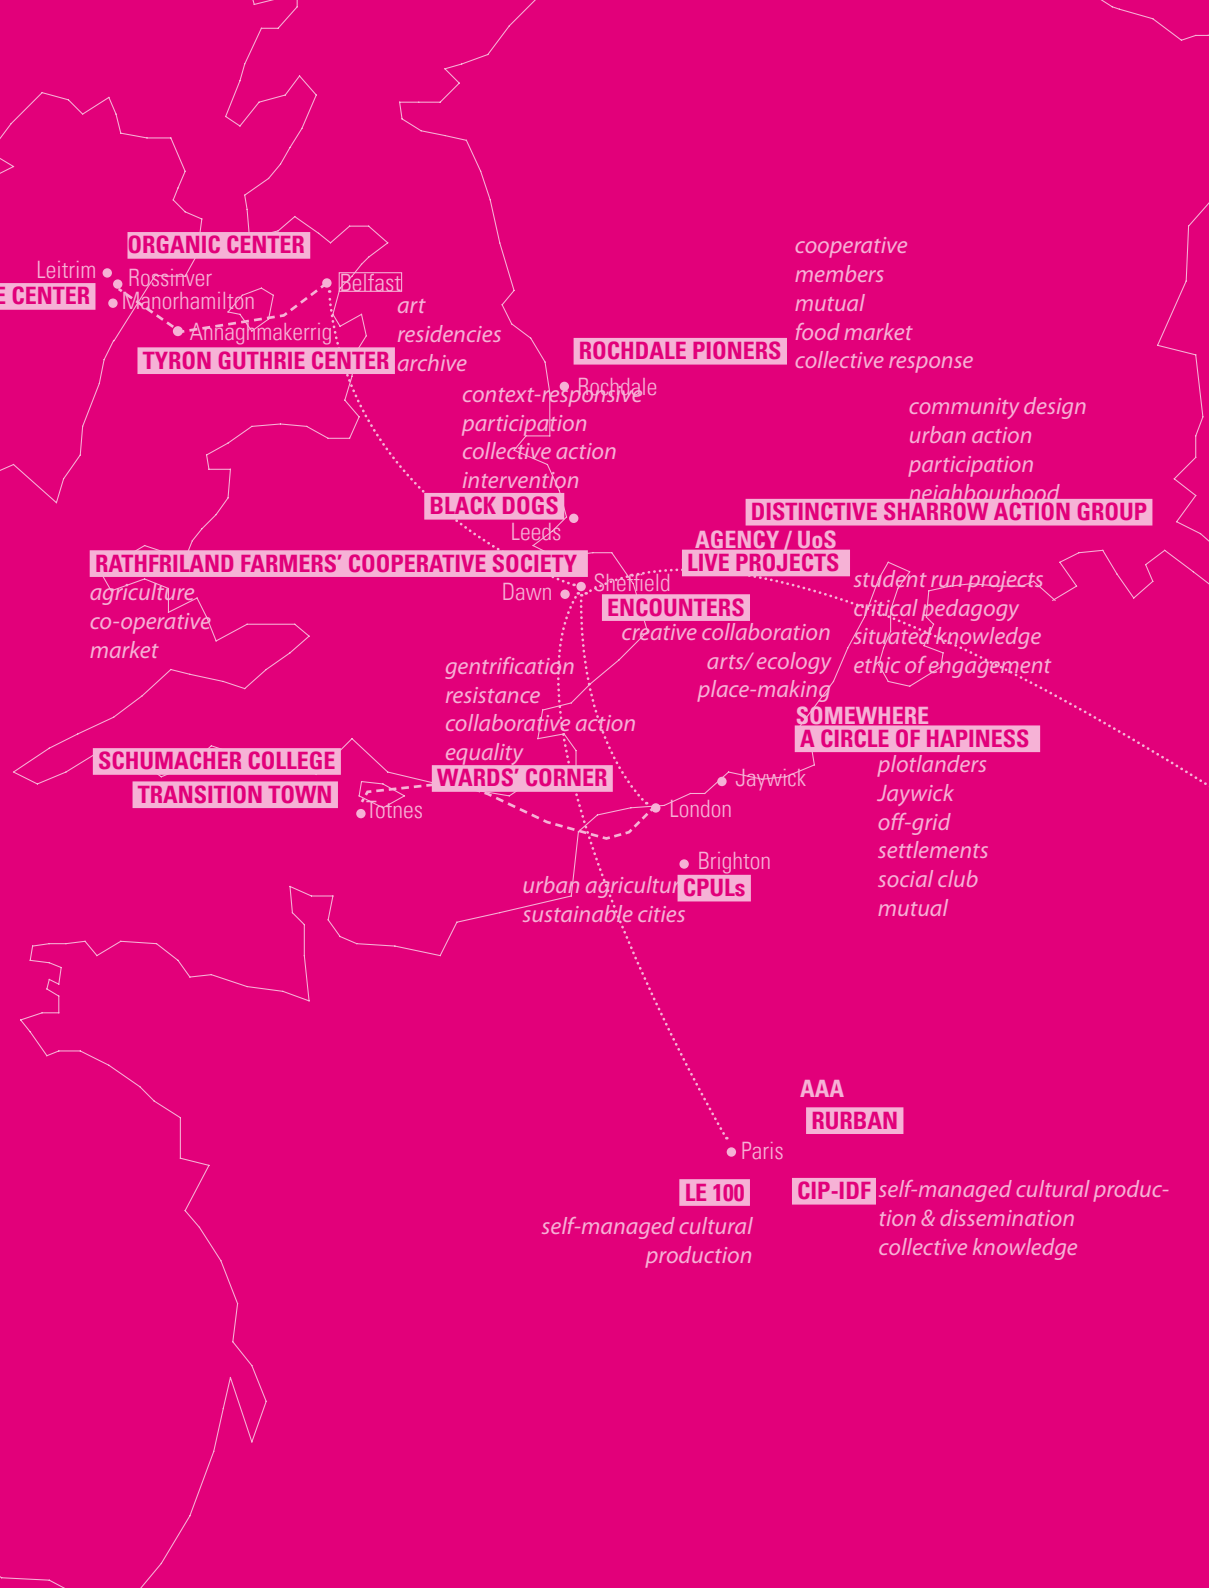 ORGANIC CENTER
Leitrim
Rossinver
E CENTER
Manorhamilton
Belfast
Annaghmakerrig
TYRON GUTHRIE CENTER
art
residencies
archive
cooperative
members
mutual
food market
collective response
ROCHDALE PIONERS
Rochdale
context-responsive
participation
collective action
intervention
BLACK DOGS
Leeds
community design
urban action
participation
neighbourhood
DISTINCTIVE SHARROW ACTION GROUP
AGENCY / UoS
LIVE PROJECTS
RATHFRILAND FARMERS' COOPERATIVE SOCIETY
agriculture
co-operative
market
Sheffield
Dawn
ENCOUNTERS
creative collaboration
arts/ ecology
place-making
student run projects
critical pedagogy
situated knowledge
ethic of engagement
gentrification
resistance
collaborative action
equality
WARDS' CORNER
SOMEWHERE
A CIRCLE OF HAPINESS
plotlanders
Jaywick
off-grid
settlements
social club
mutual
SCHUMACHER COLLEGE
TRANSITION TOWN
Totnes
Jaywick
London
Brighton
CPULs
urban agricultur
sustainable cities
AAA
RURBAN
Paris
LE 100
self-managed cultural
production
CIP-IDF
self-managed cultural produc-
tion & dissemination
collective knowledge